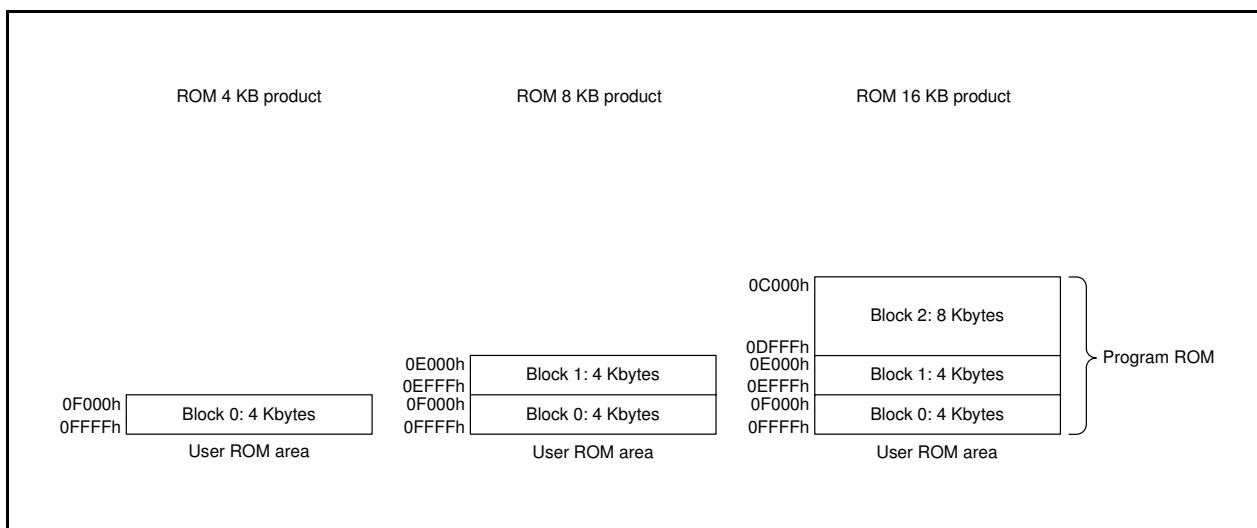 ROM 4 KB product
ROM 8 KB product
ROM 16 KB product
0F000h
0FFFFh
Block 0: 4 Kbytes
User ROM area
0E000h
0EFFFh
0F000h
0FFFFh
Block 1: 4 Kbytes
Block 0: 4 Kbytes
User ROM area
0C000h
0DFFFh
0E000h
0EFFFh
0F000h
0FFFFh
Block 2: 8 Kbytes
Block 1: 4 Kbytes
Block 0: 4 Kbytes
User ROM area
Program ROM